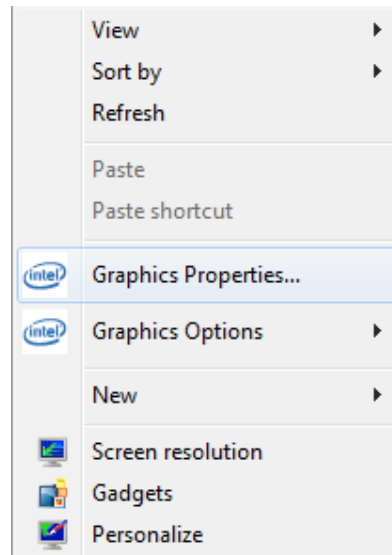 View
Sort by
Refresh
Paste
Paste shortcut
intel Graphics Properties...
intel Graphics Options
New
Screen resolution
Gadgets
Personalize